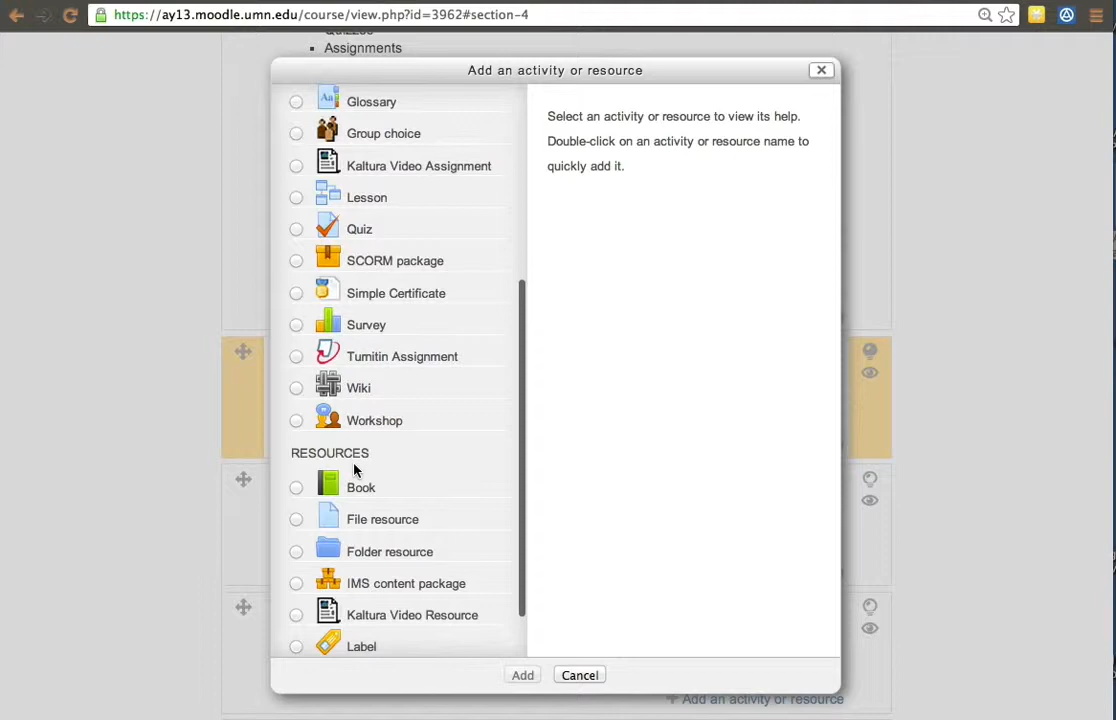 https://ay13.moodle.umn.edu/course/view.php?id=3962#section-4
Quizzes
Assignments
Add an activity or resource
Glossary
Group choice
Kaltura Video Assignment
Lesson
Quiz
SCORM package
Simple Certificate
Survey
Turnitin Assignment
Wiki
Workshop
RESOURCES
Book
File resource
Folder resource
IMS content package
Kaltura Video Resource
Label
Select an activity or resource to view its help.
Double-click on an activity or resource name to
quickly add it.
Add
Cancel
Add an activity or resource